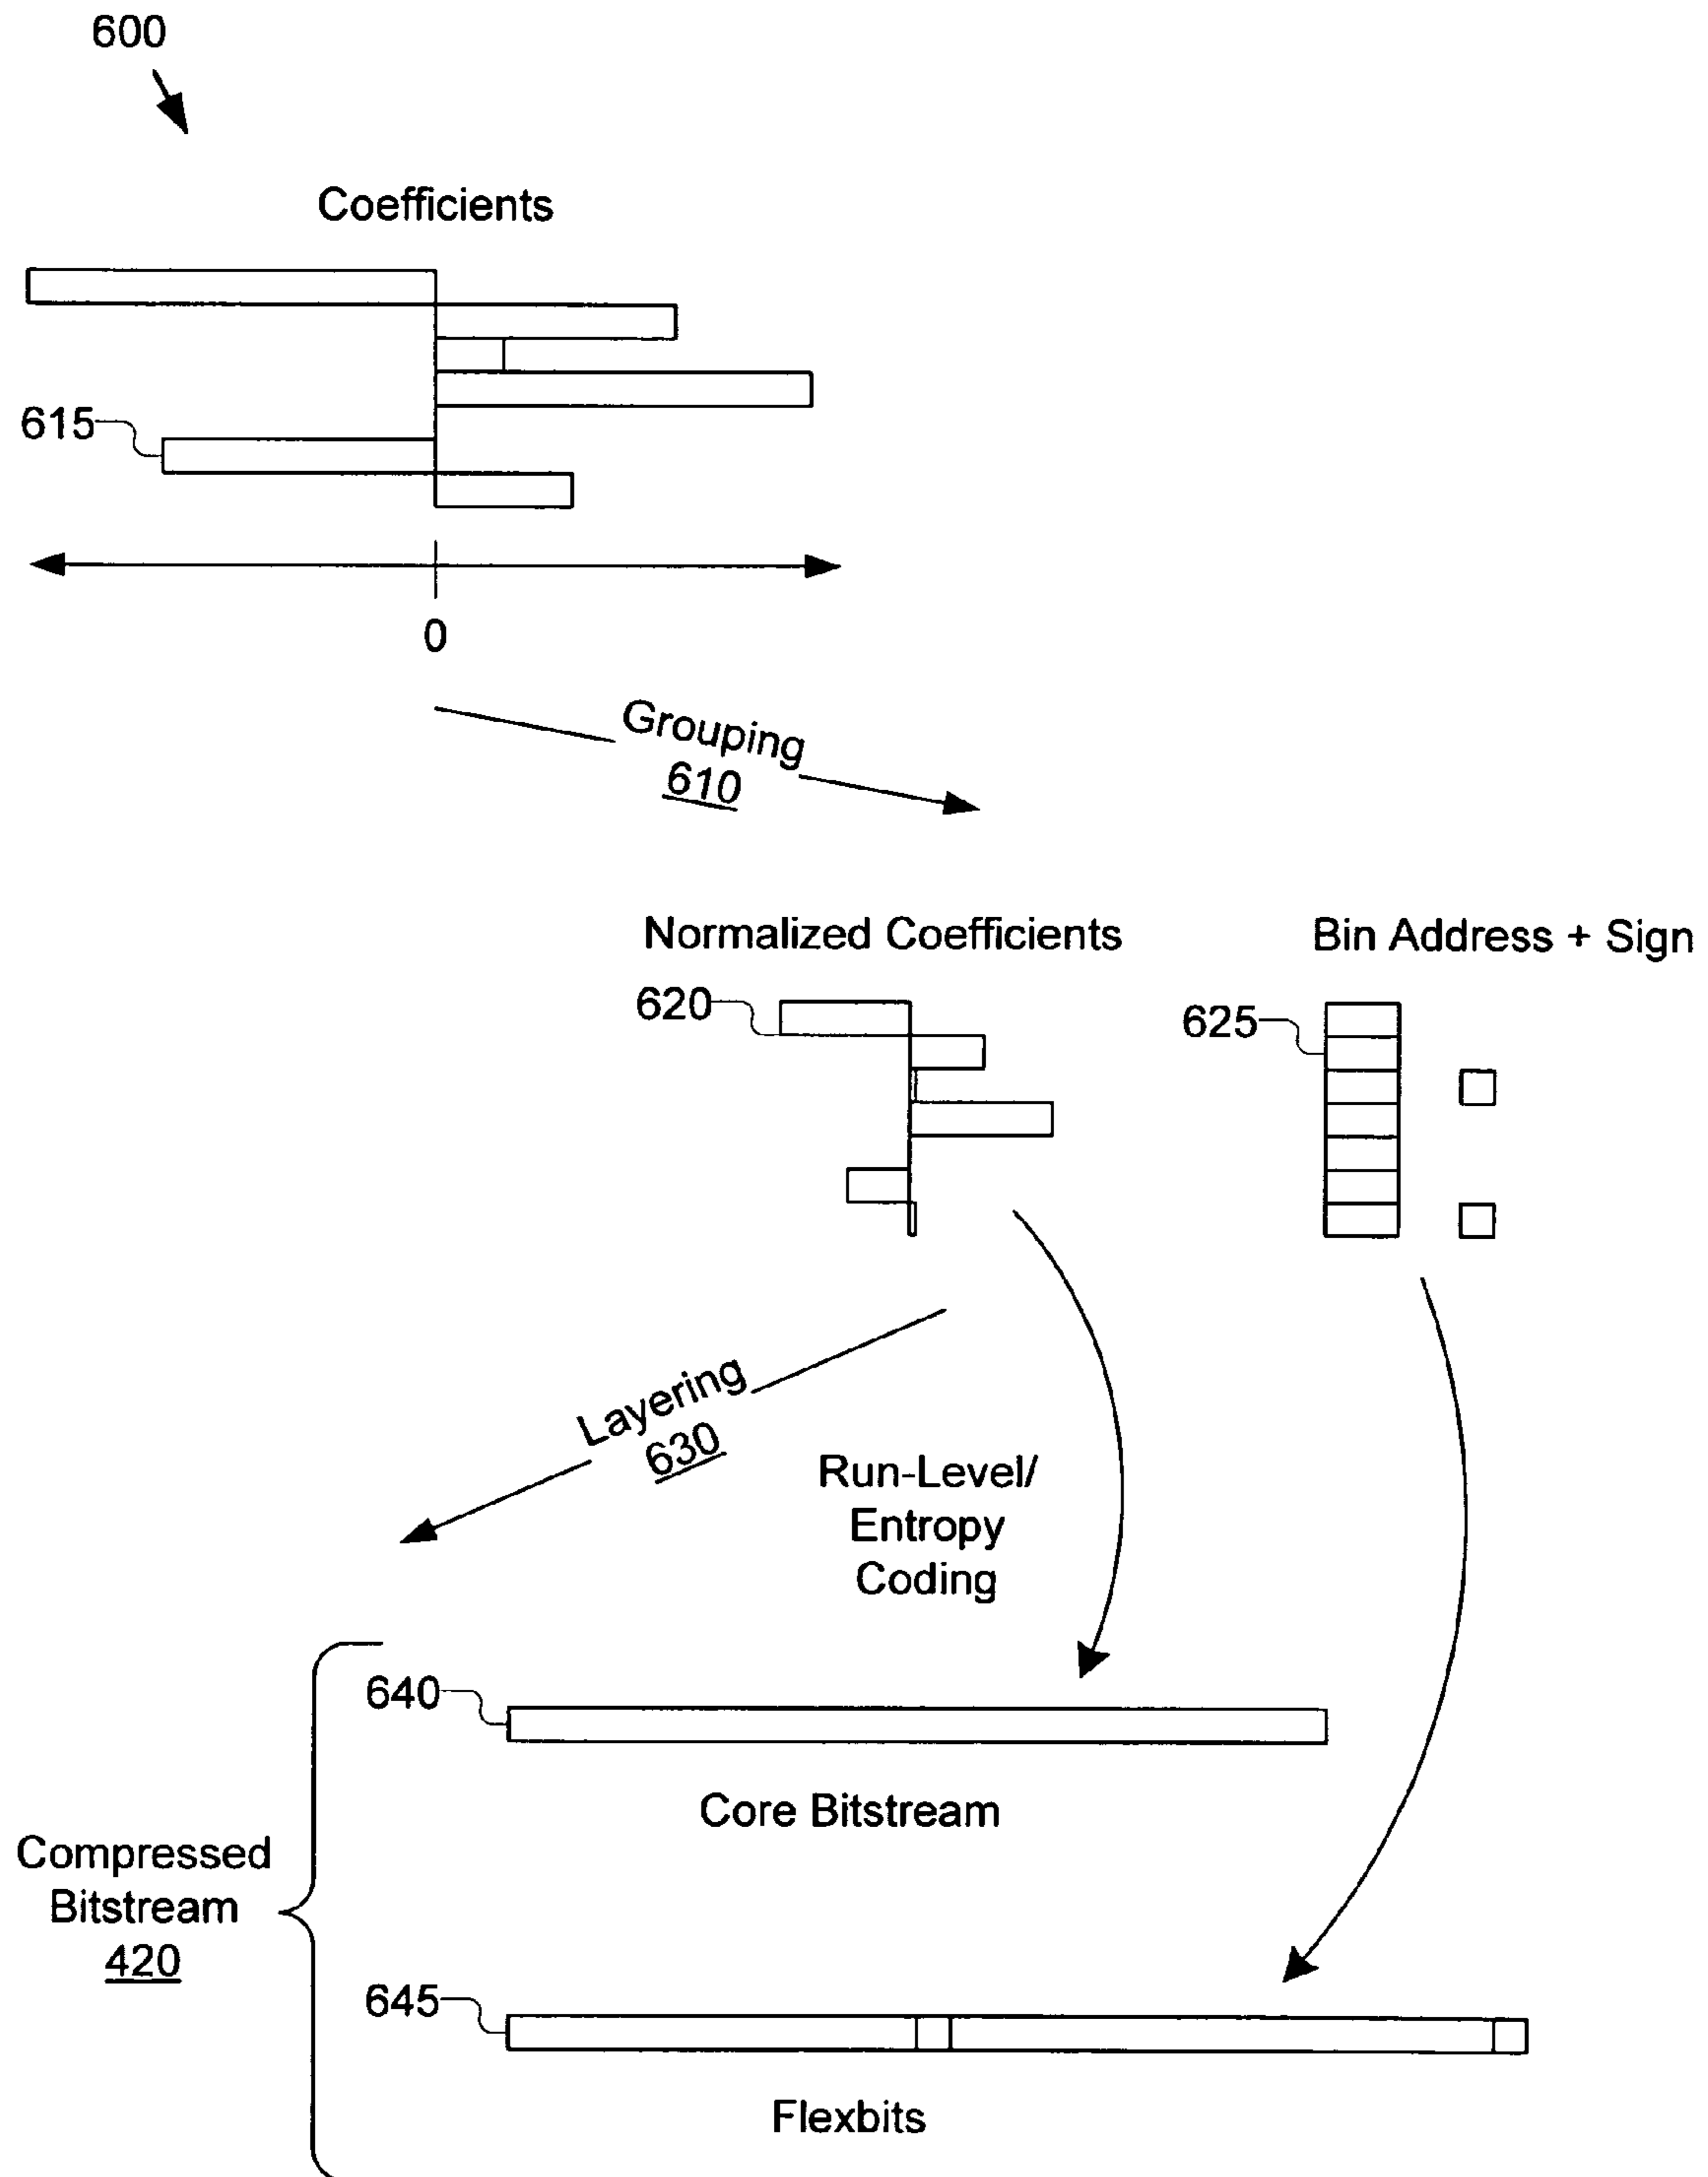 600
Coefficients
615
0
Grouping
610
Normalized Coefficients
Bin Address + Sign
620
625
Layering
630
Run-Level/
Entropy
Coding
640
Core Bitstream
Compressed
Bitstream
420
645
Flexbits